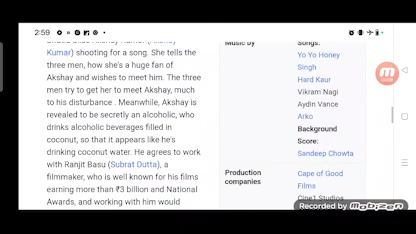 2:59
Kumar) shooting for a song. She tells the
three men, how she's a huge fan of
Akshay and wishes to meet him. The three
men try to get her to meet Akshay, much
to his disturbance . Meanwhile, Akshay is
revealed to be secretly an alcoholic, who
drinks alcoholic beverages filled in
coconut, so that it appears like he's
drinking coconut water. He agrees to work
with Ranjit Basu (Subrat Dutta), a
filmmaker, who is well known for his films
earning more than ₹3 billion and National
Awards, and working with him would
Music by
Songs:
Yo Yo Honey
Singh
Hard Kaur
Vikram Nagi
Aydin Vance
Arko
Background
Score:
Sandeep Chowta
Production
companies
Cape of Good
Films
Cine1 Studios
Recorded by mobizen